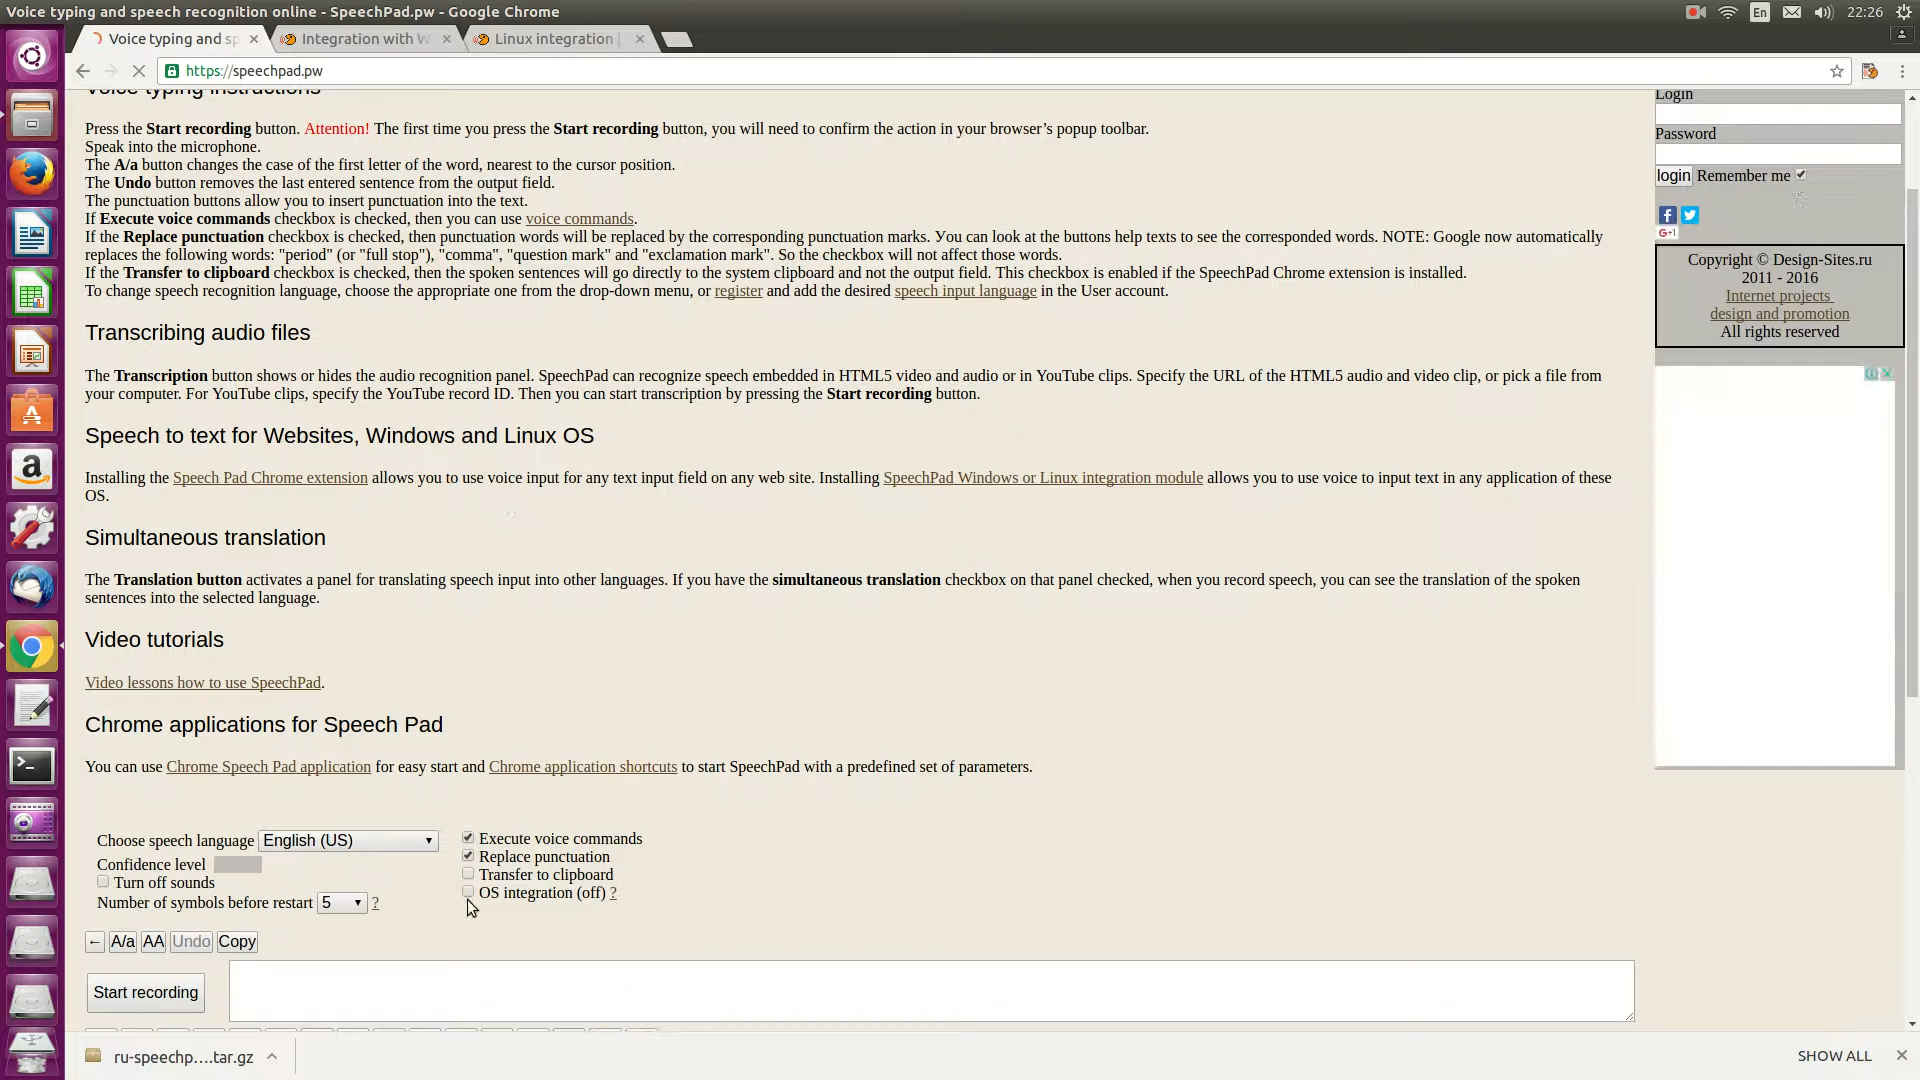 Voice typing and speech recognition online - SpeechPad.pw - Google Chrome
En
22:26
Voice typing and sp
Integration with W
Linux integration |
https://speechpad.pw
Voice typing instructions
Press the Start recording button. Attention! The first time you press the Start recording button, you will need to confirm the action in your browser's popup toolbar.
Speak into the microphone.
The A/a button changes the case of the first letter of the word, nearest to the cursor position.
The Undo button removes the last entered sentence from the output field.
The punctuation buttons allow you to insert punctuation into the text.
If Execute voice commands checkbox is checked, then you can use voice commands.
If the Replace punctuation checkbox is checked, then punctuation words will be replaced by the corresponding punctuation marks. You can look at the buttons help texts to see the corresponded words. NOTE: Google now automatically
replaces the following words: "period" (or "full stop"), "comma", "question mark" and "exclamation mark". So the checkbox will not affect those words.
If the Transfer to clipboard checkbox is checked, then the spoken sentences will go directly to the system clipboard and not the output field. This checkbox is enabled if the SpeechPad Chrome extension is installed.
To change speech recognition language, choose the appropriate one from the drop-down menu, or register and add the desired speech input language in the User account.
Transcribing audio files
The Transcription button shows or hides the audio recognition panel. SpeechPad can recognize speech embedded in HTML5 video and audio or in YouTube clips. Specify the URL of the HTML5 audio and video clip, or pick a file from
your computer. For YouTube clips, specify the YouTube record ID. Then you can start transcription by pressing the Start recording button.
Speech to text for Websites, Windows and Linux OS
Installing the Speech Pad Chrome extension allows you to use voice input for any text input field on any web site. Installing SpeechPad Windows or Linux integration module allows you to use voice to input text in any application of these
OS.
Simultaneous translation
The Translation button activates a panel for translating speech input into other languages. If you have the simultaneous translation checkbox on that panel checked, when you record speech, you can see the translation of the spoken
sentences into the selected language.
Video tutorials
Video lessons how to use SpeechPad.
Chrome applications for Speech Pad
You can use Chrome Speech Pad application for easy start and Chrome application shortcuts to start SpeechPad with a predefined set of parameters.
Choose speech language English (US)
Confidence level
Turn off sounds
Number of symbols before restart 5 ?
Execute voice commands
Replace punctuation
Transfer to clipboard
OS integration (off) ?
← A/a AA Undo Copy
Start recording
Login
Password
login Remember me
G+1
Copyright © Design-Sites.ru
2011 - 2016
Internet projects
design and promotion
All rights reserved
ru-speechp....tar.gz
SHOW ALL